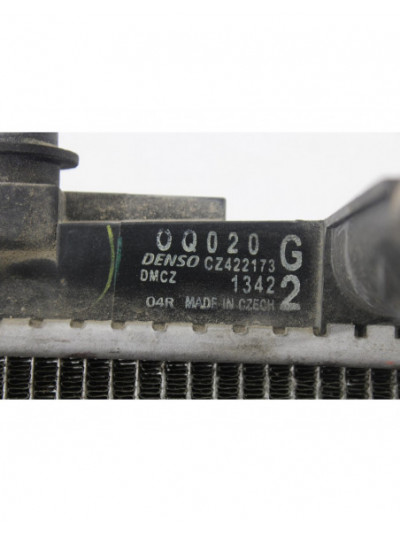 0Q020 G
DENSO CZ422173
DMCZ 1342 2
04R MADE IN CZECH